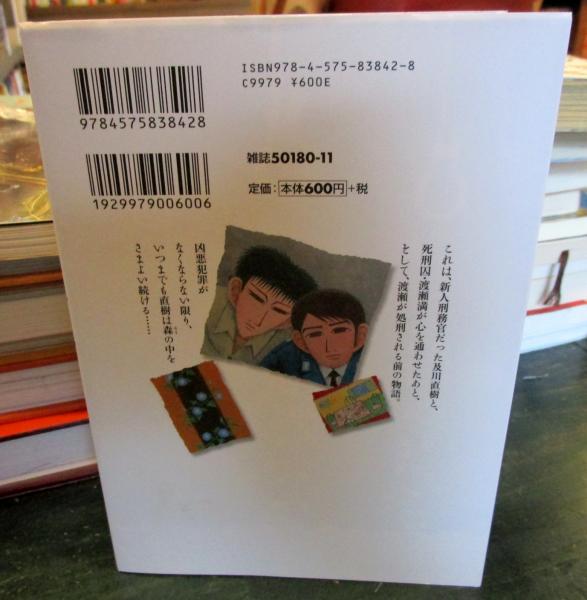 ISBN978-4-575-83842-8
C9979 ¥600E
9784575838428
雑誌50180-11
1929979006006
定価：本体600円+税
これは、新人刑務官だった及川直樹と、
死刑囚・渡瀬満が心を通わせたあと、
そして、渡瀬が処刑される前の物語。
凶悪犯罪が
なくならない限り、
いつまでも直樹は森の中を
さまよい続ける……